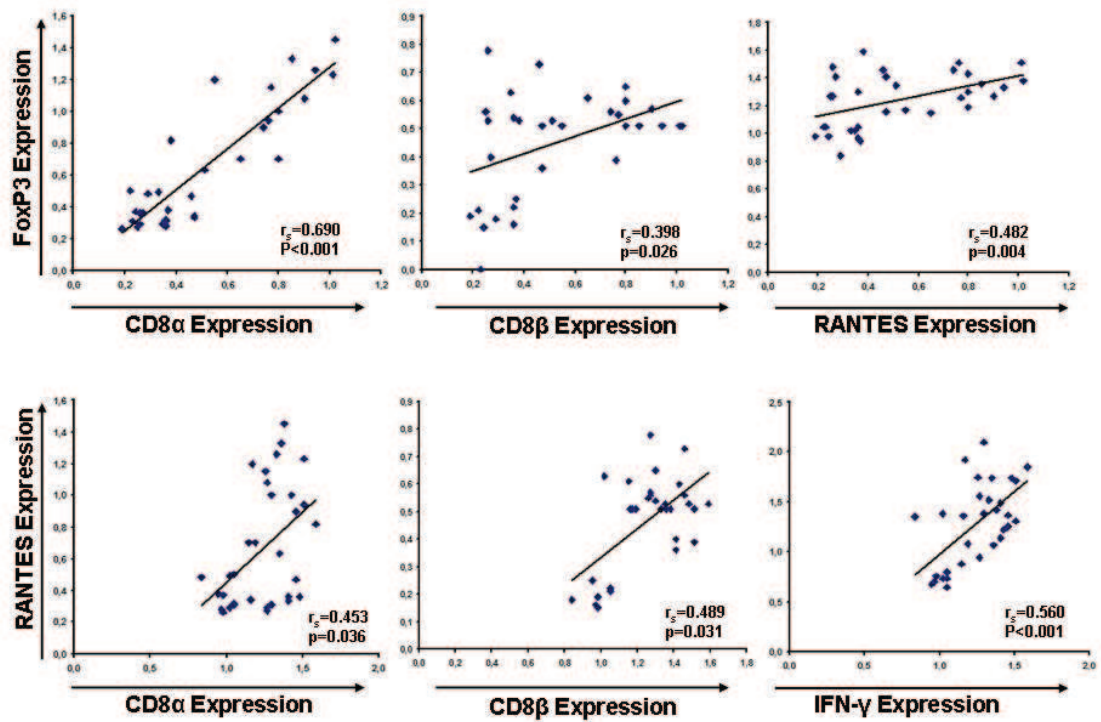 FoxP3 Expression
1,6
1,4
1,2
1,0
0,8
0,6
0,4
0,2
0,0
0,0 0,2 0,4 0,6 0,8 1,0 1,2
rs=0.690
P<0.001
CD8α Expression
0,9
0,8
0,7
0,6
0,5
0,4
0,3
0,2
0,1
0,0
0,0 0,2 0,4 0,6 0,8 1,0 1,2
rs=0.398
p=0.026
CD8β Expression
1,8
1,6
1,4
1,2
1,0
0,8
0,6
0,4
0,2
0,0
0,0 0,2 0,4 0,6 0,8 1,0 1,2
rs=0.482
p=0.004
RANTES Expression
RANTES Expression
1,6
1,4
1,2
1,0
0,8
0,6
0,4
0,2
0,0
0,0 0,5 1,0 1,5 2,0
rs=0.453
p=0.036
CD8α Expression
0,9
0,8
0,7
0,6
0,5
0,4
0,3
0,2
0,1
0,0
0,0 0,2 0,4 0,6 0,8 1,0 1,2 1,4 1,6 1,8
rs=0.489
p=0.031
CD8β Expression
2,5
2,0
1,5
1,0
0,5
0,0
0,0 0,5 1,0 1,5 2,0
rs=0.560
P<0.001
IFN-γ Expression